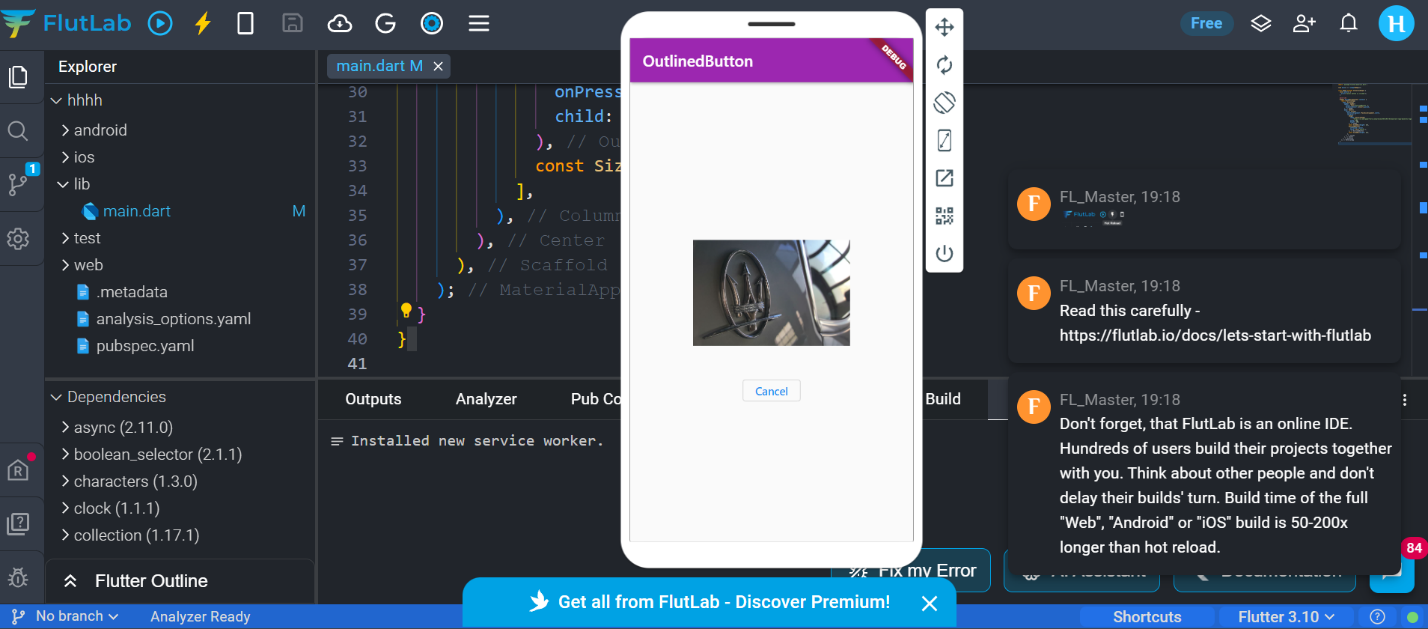 FlutLab
Free
H
Explorer
main.dart M
hhhh
android
ios
lib
main.dart M
test
web
.metadata
analysis_options.yaml
pubspec.yaml
1
Dependencies
async (2.11.0)
boolean_selector (2.1.1)
characters (1.3.0)
clock (1.1.1)
collection (1.17.1)
Flutter Outline
30 onPress
31 child:
32 ), // Ou
33 const Siz
34 ],
35 ), // Column
36 ), // Center
37 ), // Scaffold
38 ); // MaterialApp
39 }
40 }
41
Outputs
Analyzer
Pub Co
Build
Installed new service worker.
OutlinedButton
DEBUG
Cancel
F
FL_Master, 19:18
FlutLab
F
FL_Master, 19:18
Read this carefully -
https://flutlab.io/docs/lets-start-with-flutlab
F
FL_Master, 19:18
Don't forget, that FlutLab is an online IDE.
Hundreds of users build their projects together
with you. Think about other people and don't
delay their builds' turn. Build time of the full
"Web", "Android" or "iOS" build is 50-200x
longer than hot reload.
84
Fix my Error
AI Assistant
Documentation
Get all from FlutLab - Discover Premium!
No branch
Analyzer Ready
Shortcuts
Flutter 3.10